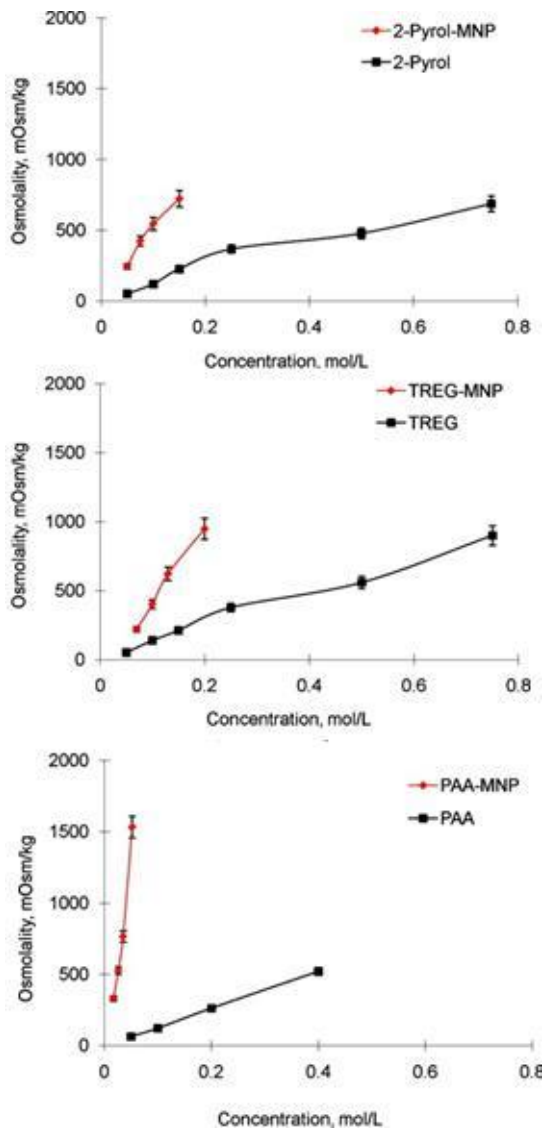 2000
2-Pyrol-MNP
2-Pyrol
1500
1000
500
0
Osmolality, mOsm/kg
0 0.2 0.4 0.6 0.8
Concentration, mol/L
2000
TREG-MNP
TREG
1500
1000
500
0
Osmolality, mOsm/kg
0 0.2 0.4 0.6 0.8
Concentration, mol/L
2000
PAA-MNP
PAA
1500
1000
500
0
Osmolality, mOsm/kg
0 0.2 0.4 0.6 0.8
Concentration, mol/L